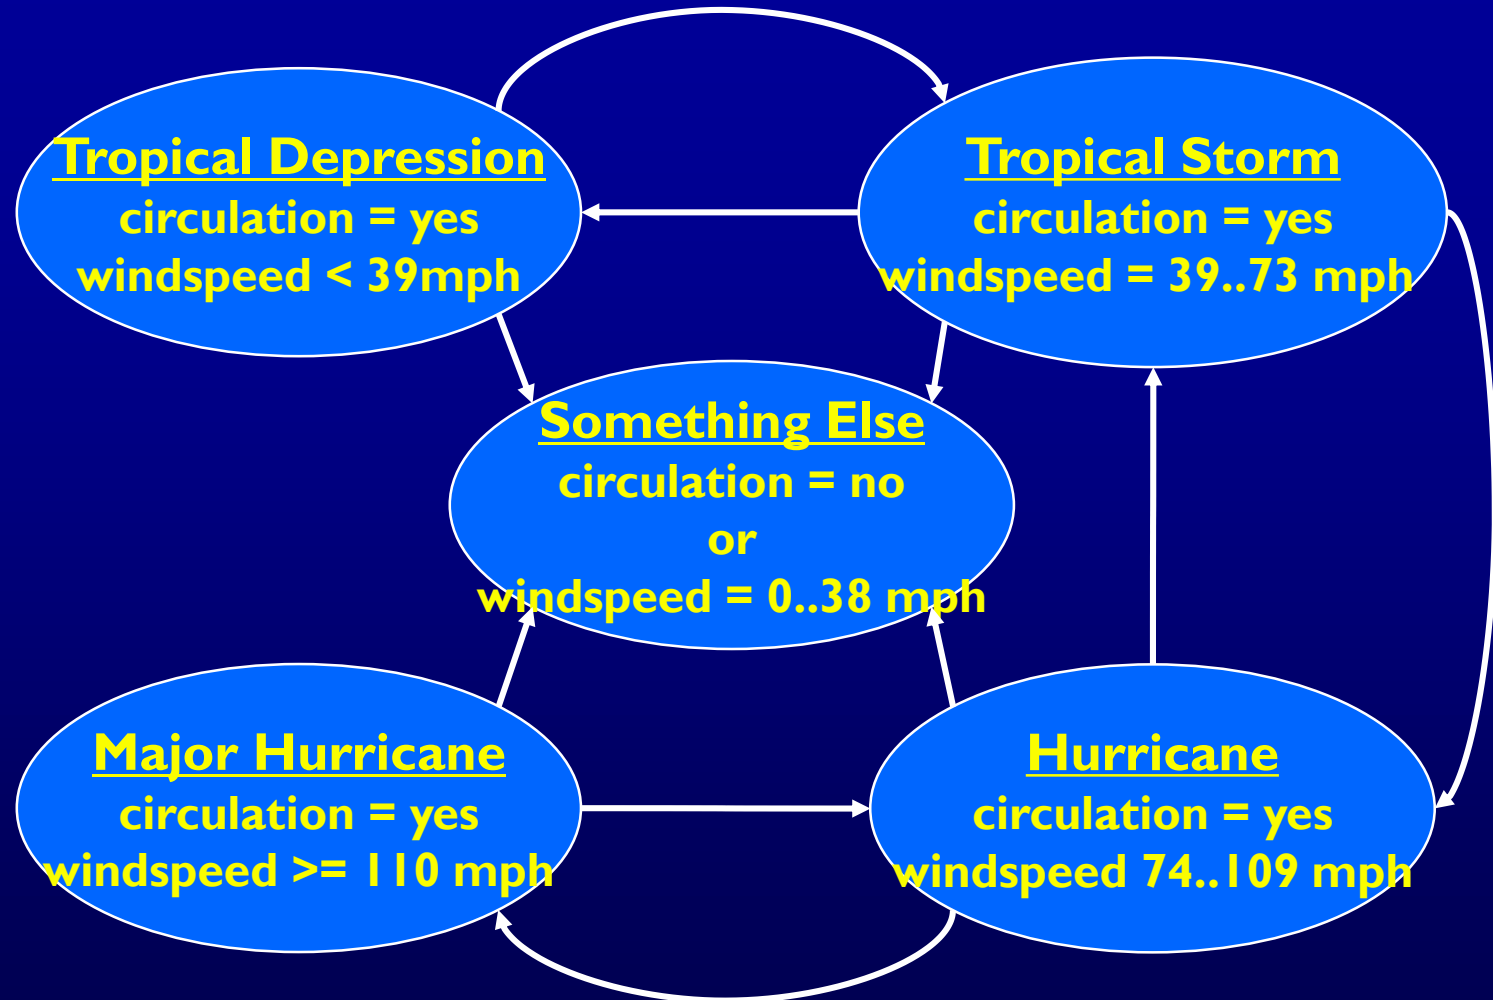 Tropical Depression
circulation = yes
windspeed < 39mph
Tropical Storm
circulation = yes
windspeed = 39..73 mph
Something Else
circulation = no
or
windspeed = 0..38 mph
Major Hurricane
circulation = yes
windspeed >= 110 mph
Hurricane
circulation = yes
windspeed 74..109 mph